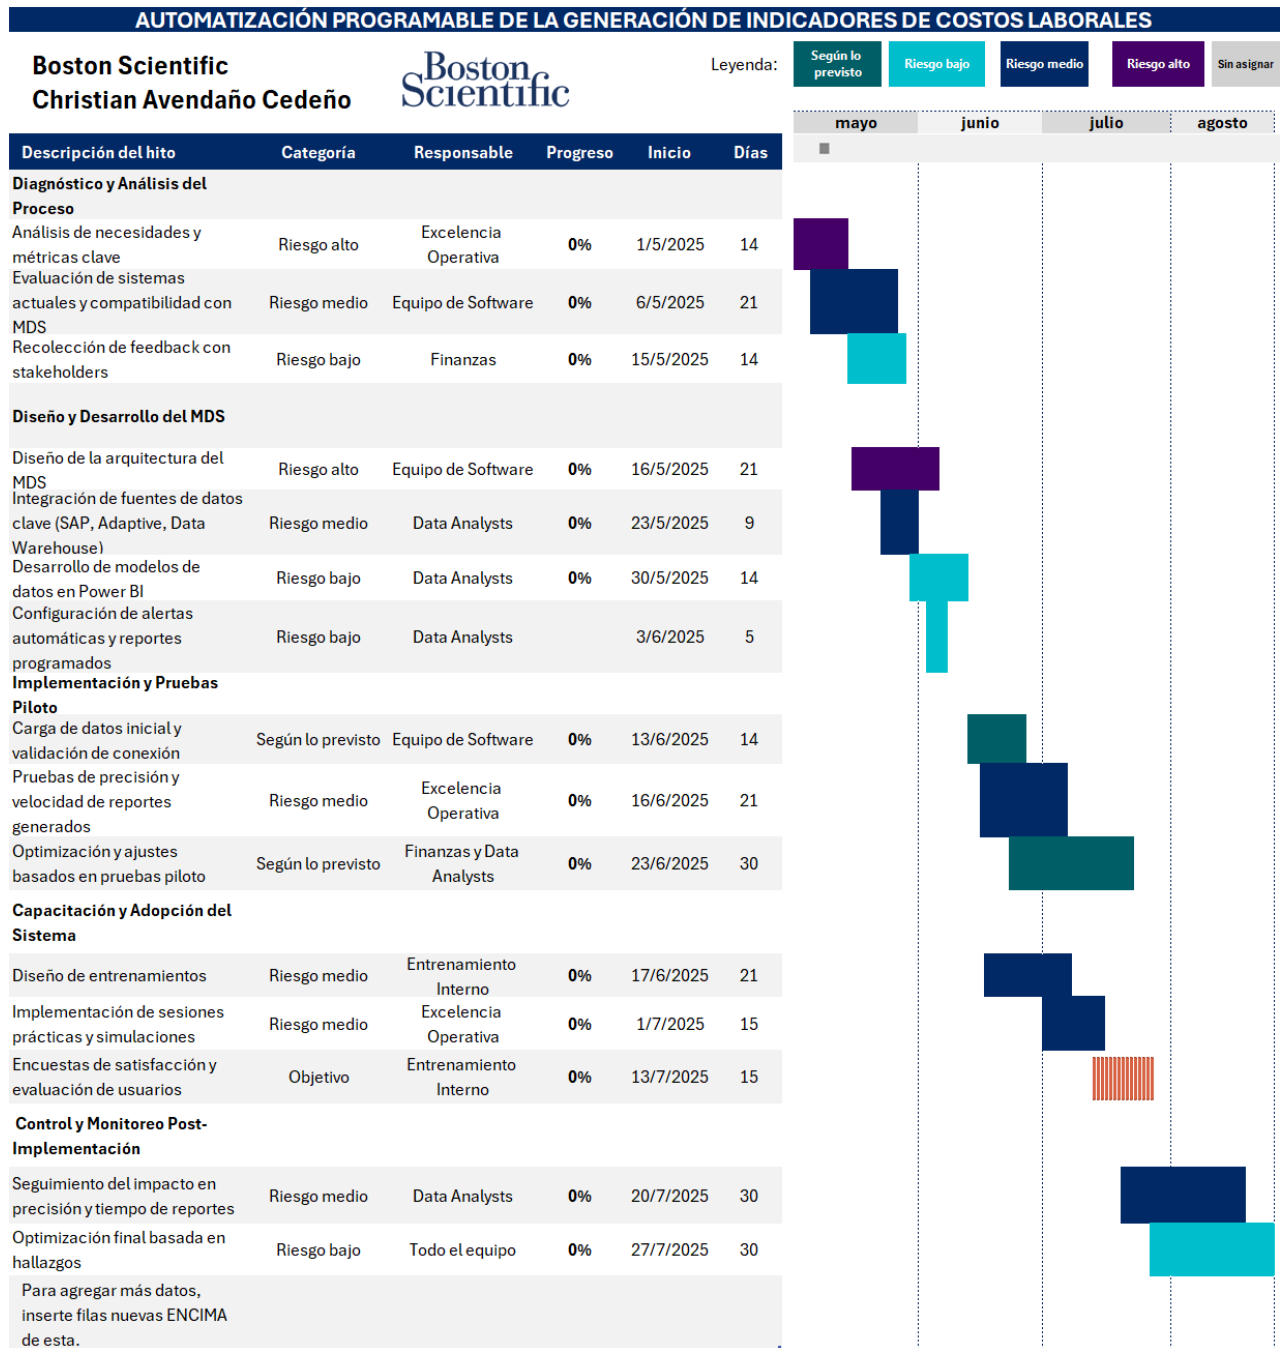 AUTOMATIZACIÓN PROGRAMABLE DE LA GENERACIÓN DE INDICADORES DE COSTOS LABORALES
Boston Scientific
Christian Avendaño Cedeño
Boston
Scientific
Leyenda:
Según lo
previsto
Riesgo bajo
Riesgo medio
Riesgo alto
Sin asignar
mayo junio julio agosto
Descripción del hito Categoría Responsable Progreso Inicio Días
Diagnóstico y Análisis del
Proceso
Análisis de necesidades y
métricas clave
Riesgo alto
Excelencia
Operativa
0% 1/5/2025 14
Evaluación de sistemas
actuales y compatibilidad con
MDS
Riesgo medio Equipo de Software 0% 6/5/2025 21
Recolección de feedback con
stakeholders
Riesgo bajo Finanzas 0% 15/5/2025 14
Diseño y Desarrollo del MDS
Diseño de la arquitectura del
MDS
Riesgo alto Equipo de Software 0% 16/5/2025 21
Integración de fuentes de datos
clave (SAP, Adaptive, Data
Warehouse)
Riesgo medio Data Analysts 0% 23/5/2025 9
Desarrollo de modelos de
datos en Power BI
Riesgo bajo Data Analysts 0% 30/5/2025 14
Configuración de alertas
automáticas y reportes
programados
Riesgo bajo Data Analysts 3/6/2025 5
Implementación y Pruebas
Piloto
Carga de datos inicial y
validación de conexión
Según lo previsto Equipo de Software 0% 13/6/2025 14
Pruebas de precisión y
velocidad de reportes
generados
Riesgo medio
Excelencia
Operativa
0% 16/6/2025 21
Optimización y ajustes
basados en pruebas piloto
Según lo previsto
Finanzas y Data
Analysts
0% 23/6/2025 30
Capacitación y Adopción del
Sistema
Diseño de entrenamientos
Riesgo medio
Entrenamiento
Interno
0% 17/6/2025 21
Implementación de sesiones
prácticas y simulaciones
Riesgo medio
Excelencia
Operativa
0% 1/7/2025 15
Encuestas de satisfacción y
evaluación de usuarios
Objetivo
Entrenamiento
Interno
0% 13/7/2025 15
Control y Monitoreo Post-
Implementación
Seguimiento del impacto en
precisión y tiempo de reportes
Riesgo medio Data Analysts 0% 20/7/2025 30
Optimización final basada en
hallazgos
Riesgo bajo Todo el equipo 0% 27/7/2025 30
Para agregar más datos,
inserte filas nuevas ENCIMA
de esta.